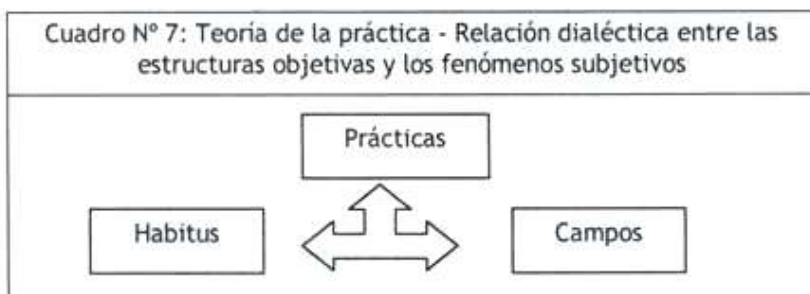 Cuadro Nº 7: Teoría de la práctica - Relación dialéctica entre las
estructuras objetivas y los fenómenos subjetivos
Prácticas
Habitus
Campos